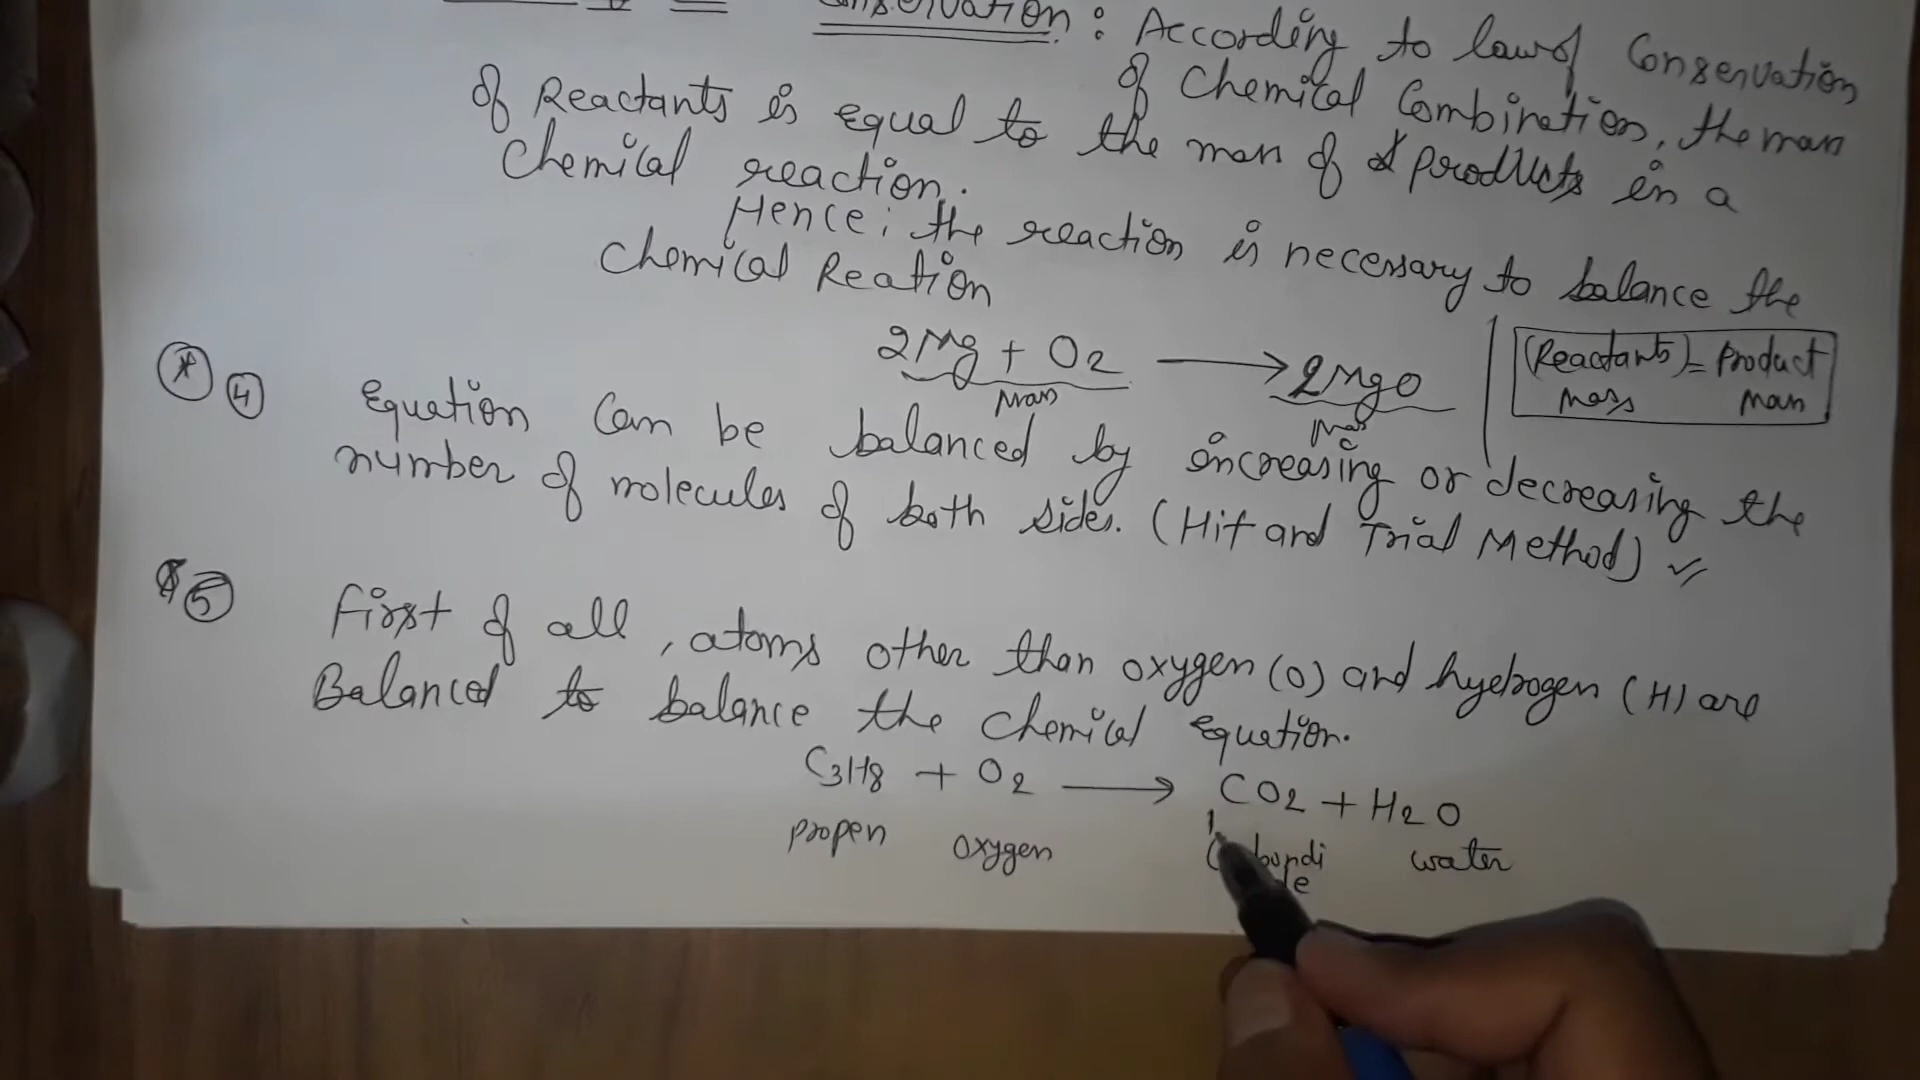 Conservation : According to law of Conservation
of Chemical Combination, the mass
of Reactants is equal to the mass of products in a
Chemical reaction.
Hence; the reaction is necessary to balance the
Chemical Reation
2Mg + O2 → 2MgO
Mass
Mass
(Reactants) = Product
Mass Mass
4 Equation Can be balanced by increasing or decreasing the
number of molecules of both sides. (Hit and Trial Method) ✓
5 First of all, atoms other than oxygen (O) and hydrogen (H) are
Balanced to balance the Chemical equation.
C3H8 + O2 → CO2 + H2O
propen oxygen water